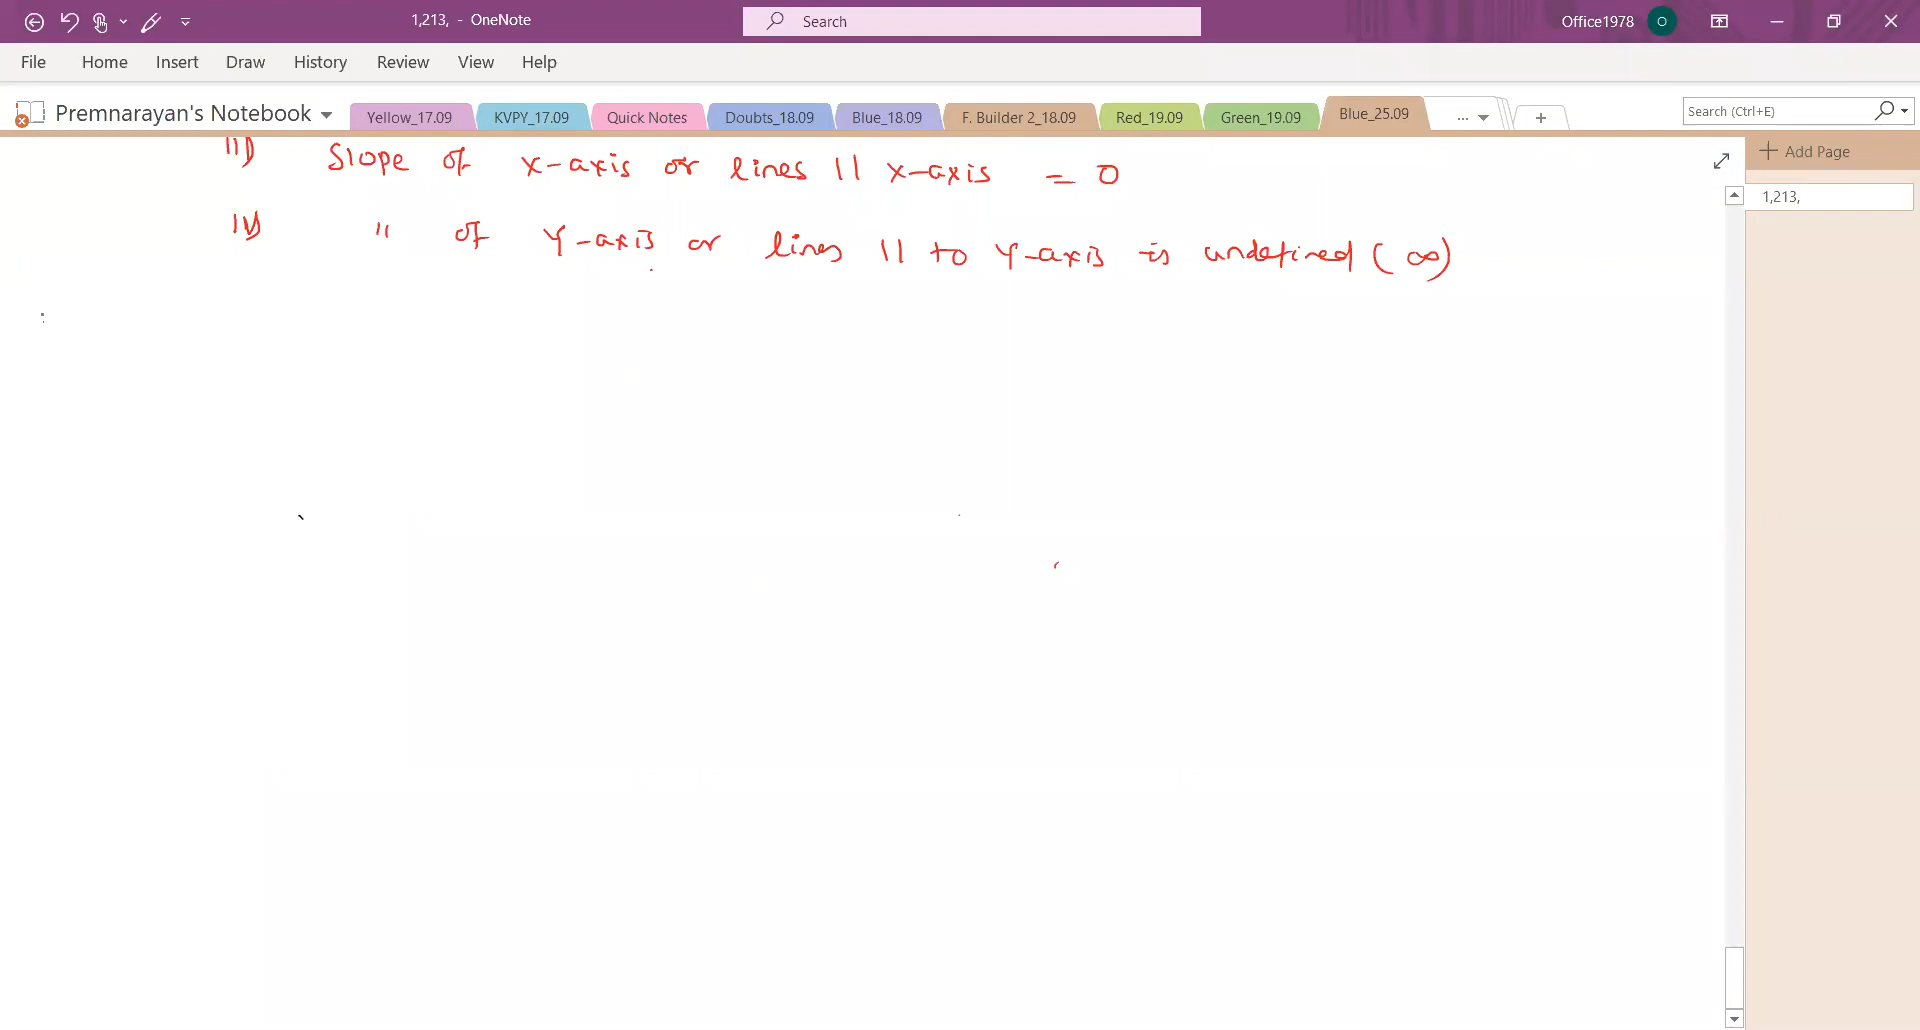 1,213, - OneNote
Search
Office1978
O
File Home Insert Draw History Review View Help
Premnarayan's Notebook
Yellow_17.09
KVPY_17.09
Quick Notes
Doubts_18.09
Blue_18.09
F. Builder 2_18.09
Red_19.09
Green_19.09
Blue_25.09
...
Search (Ctrl+E)
Add Page
1,213,
III) Slope of x-axis or lines || x-axis = 0
IV) " of Y-axis or lines || to Y-axis is undefined (∞)